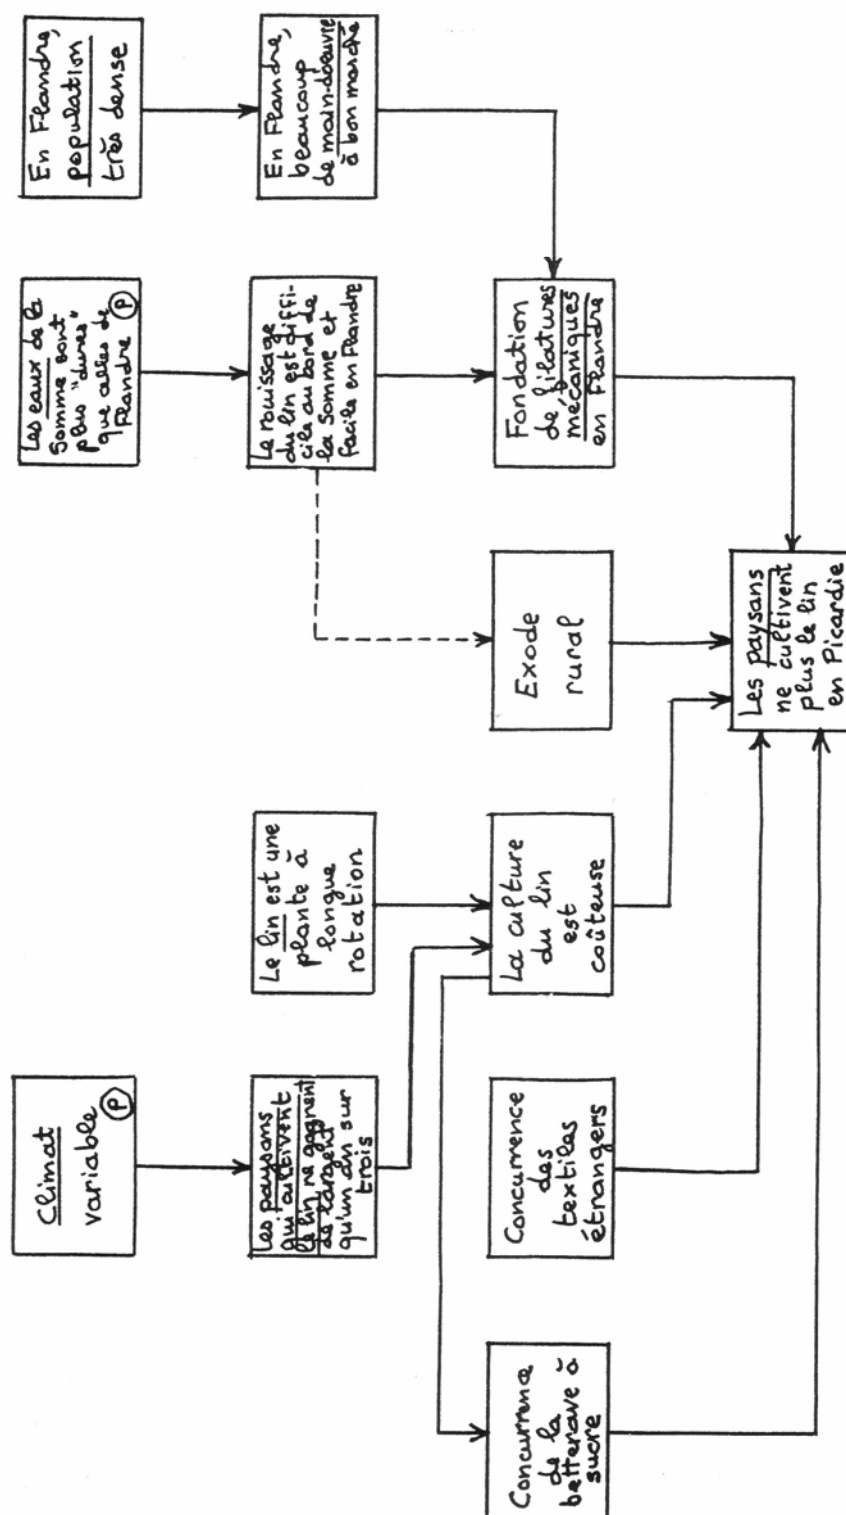 Climat
variable
P
Les eaux de la
Somme sont
plus "dures"
que celles de
Flandre
P
En Flandre,
population
très dense
Les paysans
qui cultivent
le lin ne gagnent
de l'argent
qu'un an sur
trois
Le lin est une
plante à
longue
rotation
Le rouissage
du lin est diffi-
cile au bord de
la Somme et
facile en Flandre
En Flandre,
beaucoup
de main-d'œuvre
à bon marché
Concurrence
de la
betterave à
sucre
Concurrence
des
textiles
étrangers
La culture
du lin
est
coûteuse
Exode
rural
Fondation
de filatures
mécaniques
en Flandre
Les paysans
ne cultivent
plus le lin
en Picardie